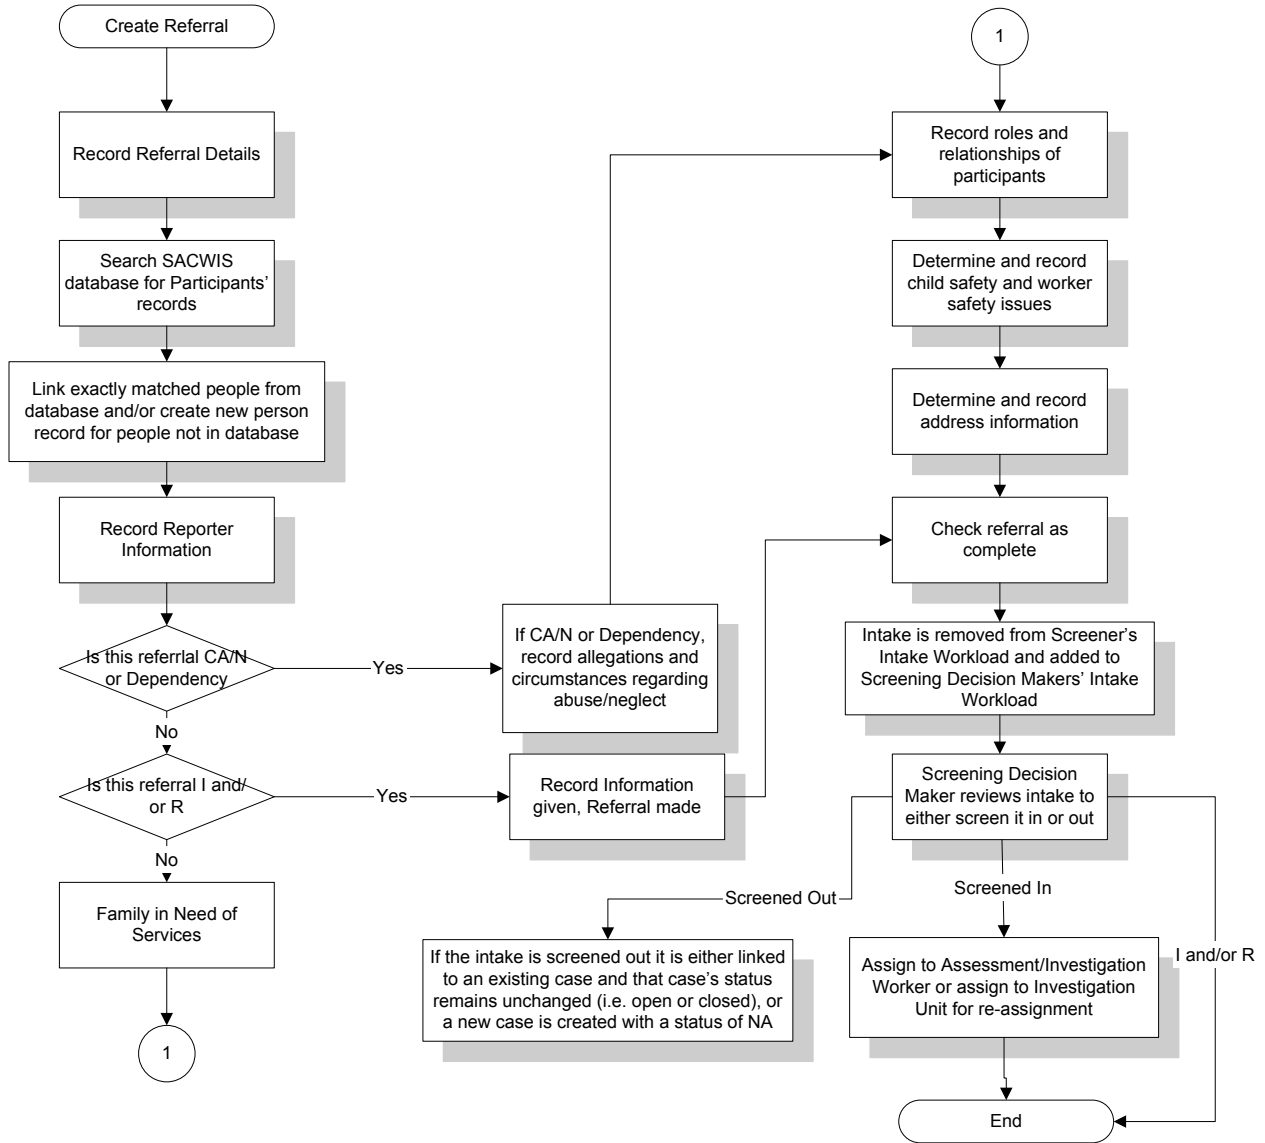 Create Referral
Record Referral Details
Search SACWIS
database for Participants'
records
Link exactly matched people from
database and/or create new person
record for people not in database
Record Reporter
Information
Is this referrlal CA/N
or Dependency
Yes
No
Is this referral I and/
or R
Yes
No
Family in Need of
Services
1
If CA/N or Dependency,
record allegations and
circumstances regarding
abuse/neglect
Record Information
given, Referral made
1
Record roles and
relationships of
participants
Determine and record
child safety and worker
safety issues
Determine and record
address information
Check referral as
complete
Intake is removed from Screener's
Intake Workload and added to
Screening Decision Makers' Intake
Workload
Screening Decision
Maker reviews intake to
either screen it in or out
Screened Out
Screened In
I and/or R
If the intake is screened out it is either linked
to an existing case and that case's status
remains unchanged (i.e. open or closed), or
a new case is created with a status of NA
Assign to Assessment/Investigation
Worker or assign to Investigation
Unit for re-assignment
End